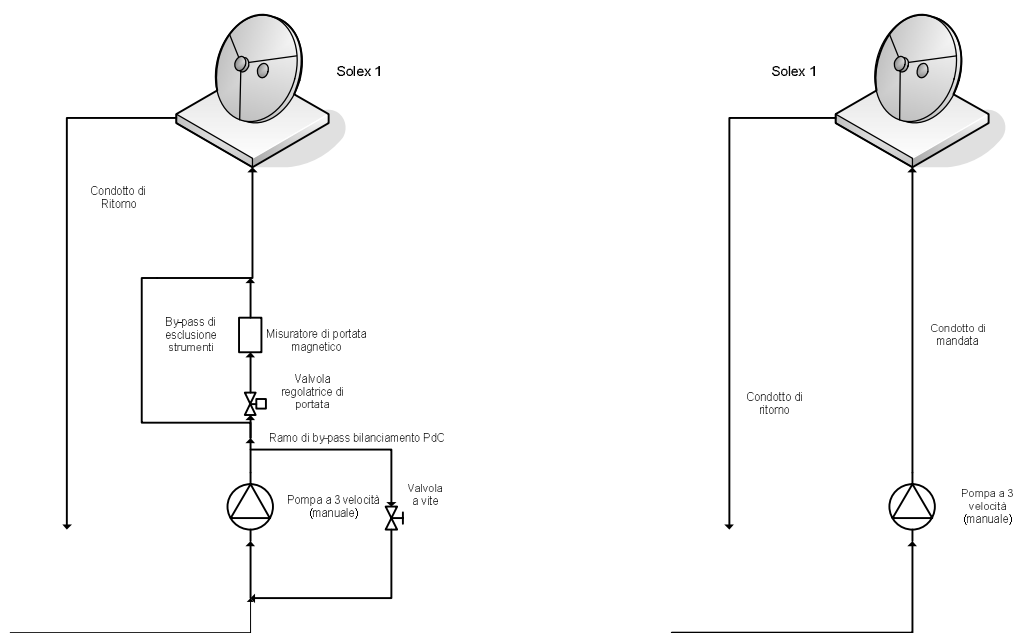 Solex 1
Condotto di
Ritorno
By-pass di
esclusione
strumenti
Misuratore di portata
magnetico
Valvola
regolatrice di
portata
Ramo di by-pass bilanciamento PdC
Valvola
a vite
Pompa a 3 velocità
(manuale)
Solex 1
Condotto di
mandata
Condotto di
ritorno
Pompa a 3
velocità
(manuale)